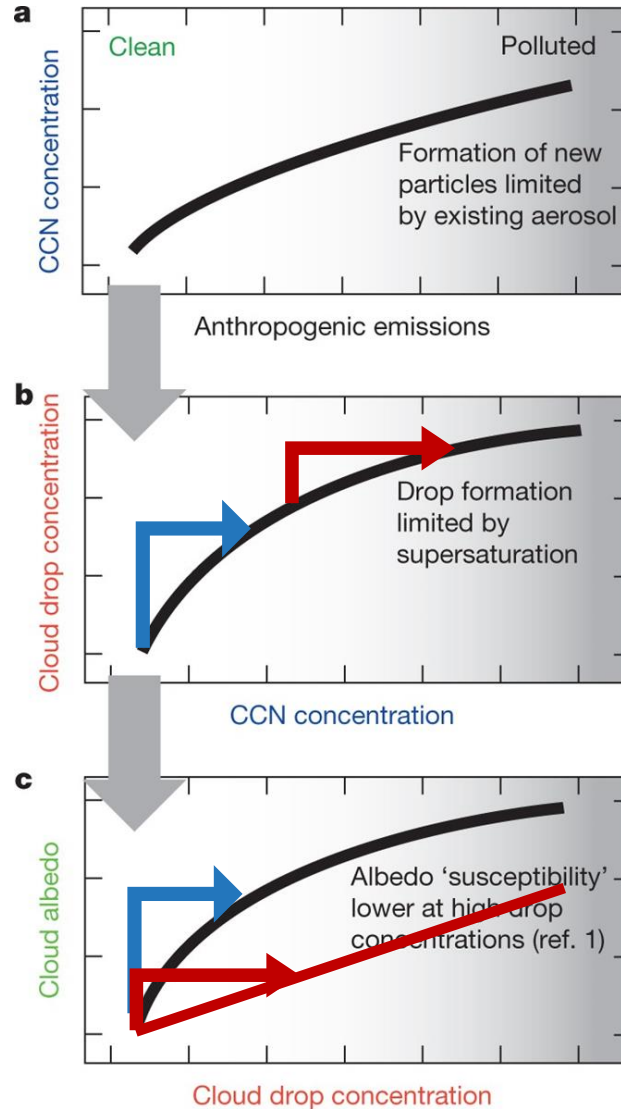 a
Clean
Polluted
CCN concentration
Formation of new
particles limited
by existing aerosol
Anthropogenic emissions
b
Cloud drop concentration
Drop formation
limited by
supersaturation
CCN concentration
c
Cloud albedo
Albedo ‘susceptibility’
lower at high drop
concentrations (ref. 1)
Cloud drop concentration